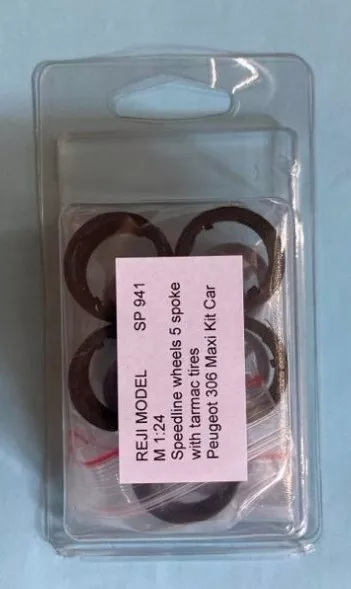 REJI MODEL SP 941
M 1:24
Speedline wheels 5 spoke
with tarmac tires
Peugeot 306 Maxi Kit Car